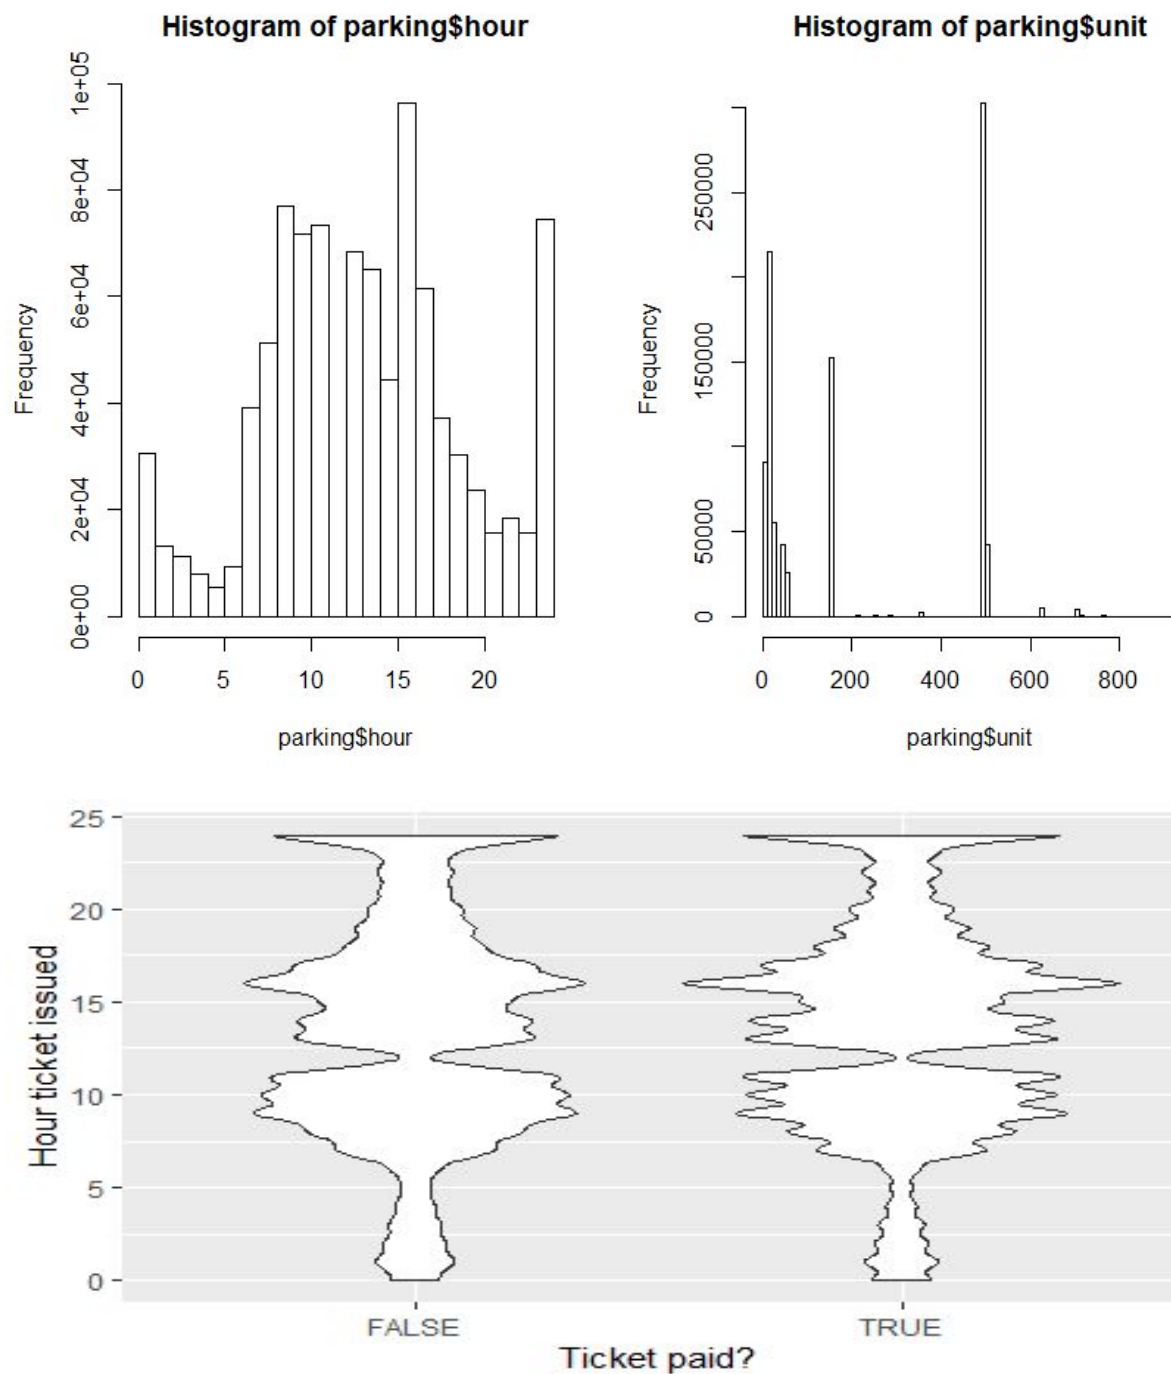 Histogram of parking$hour
Frequency
0e+00 2e+04 4e+04 6e+04 8e+04 1e+05
0 5 10 15 20
parking$hour
Histogram of parking$unit
Frequency
0 50000 150000 250000
0 200 400 600 800
parking$unit
Hour ticket issued
25
20
15
10
5
0
FALSE TRUE
Ticket paid?